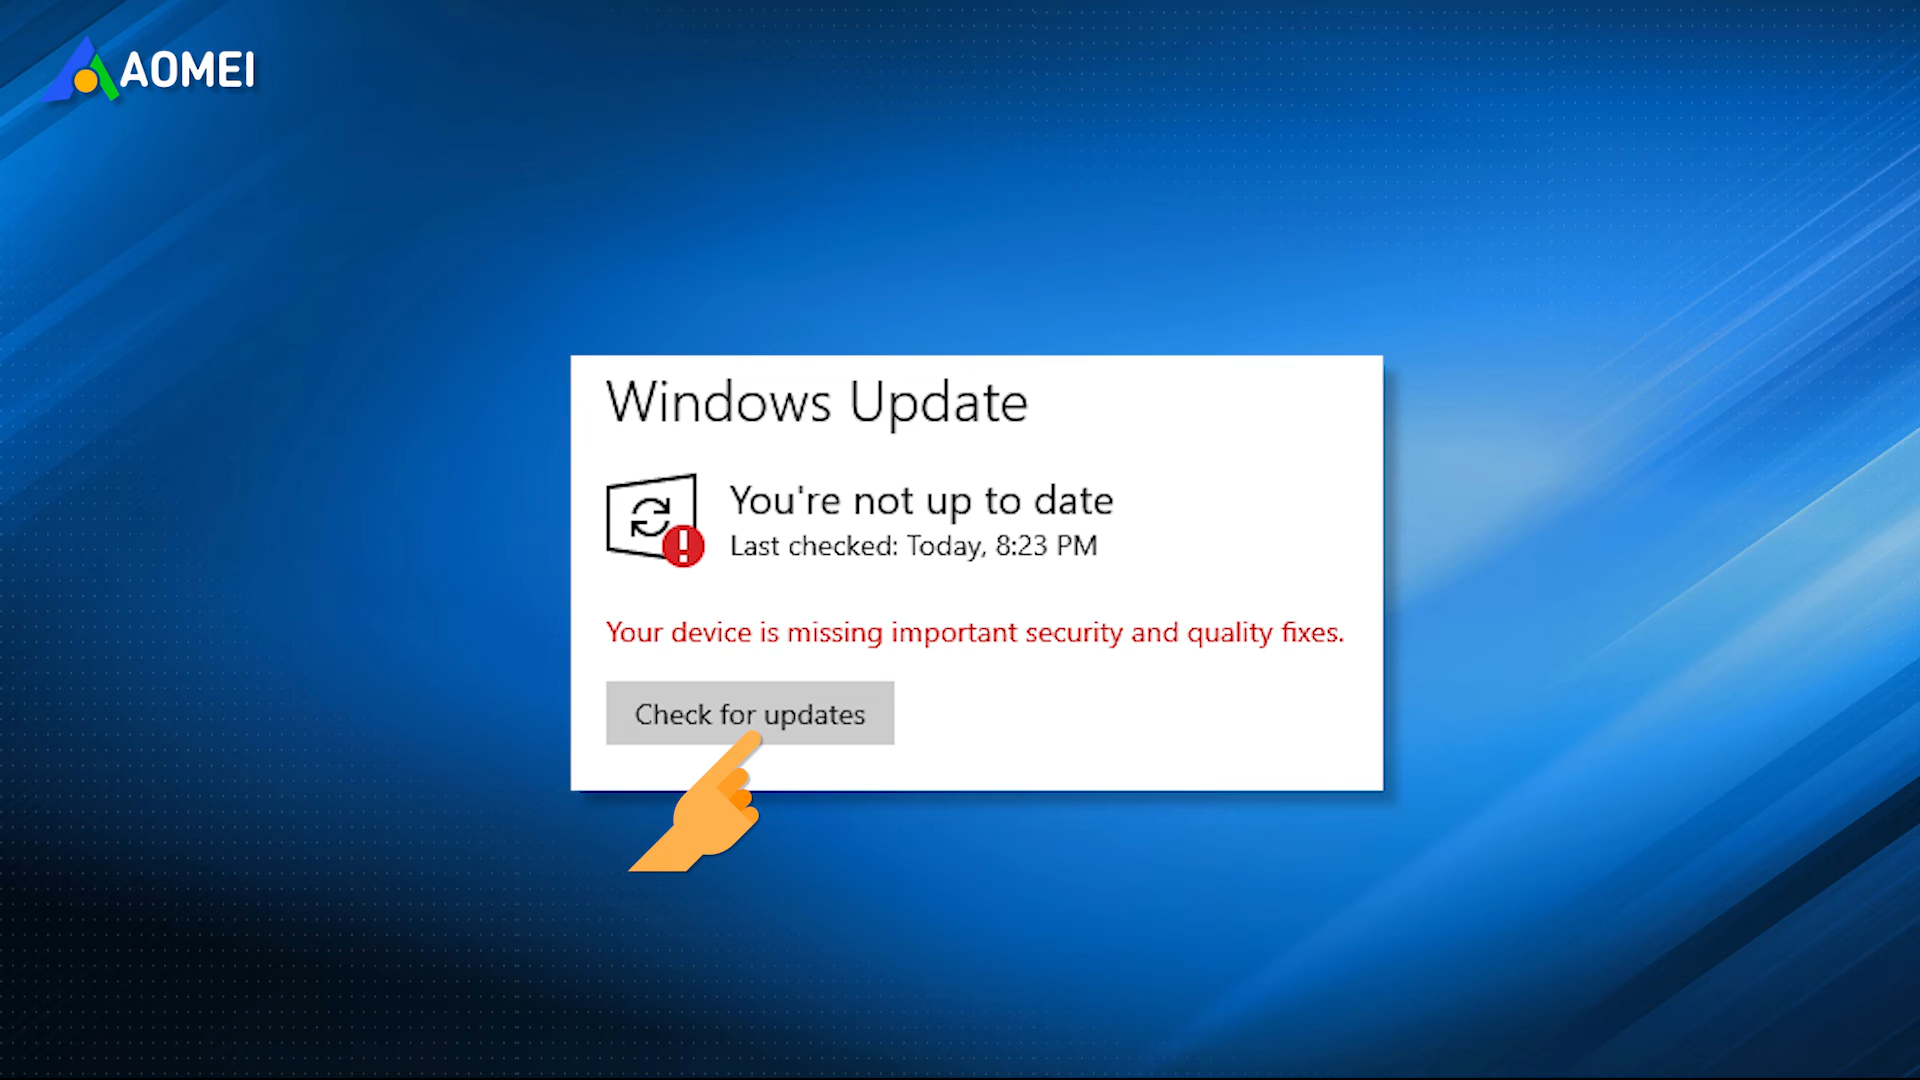 AOMEI
Windows Update
You're not up to date
Last checked: Today, 8:23 PM
Your device is missing important security and quality fixes.
Check for updates